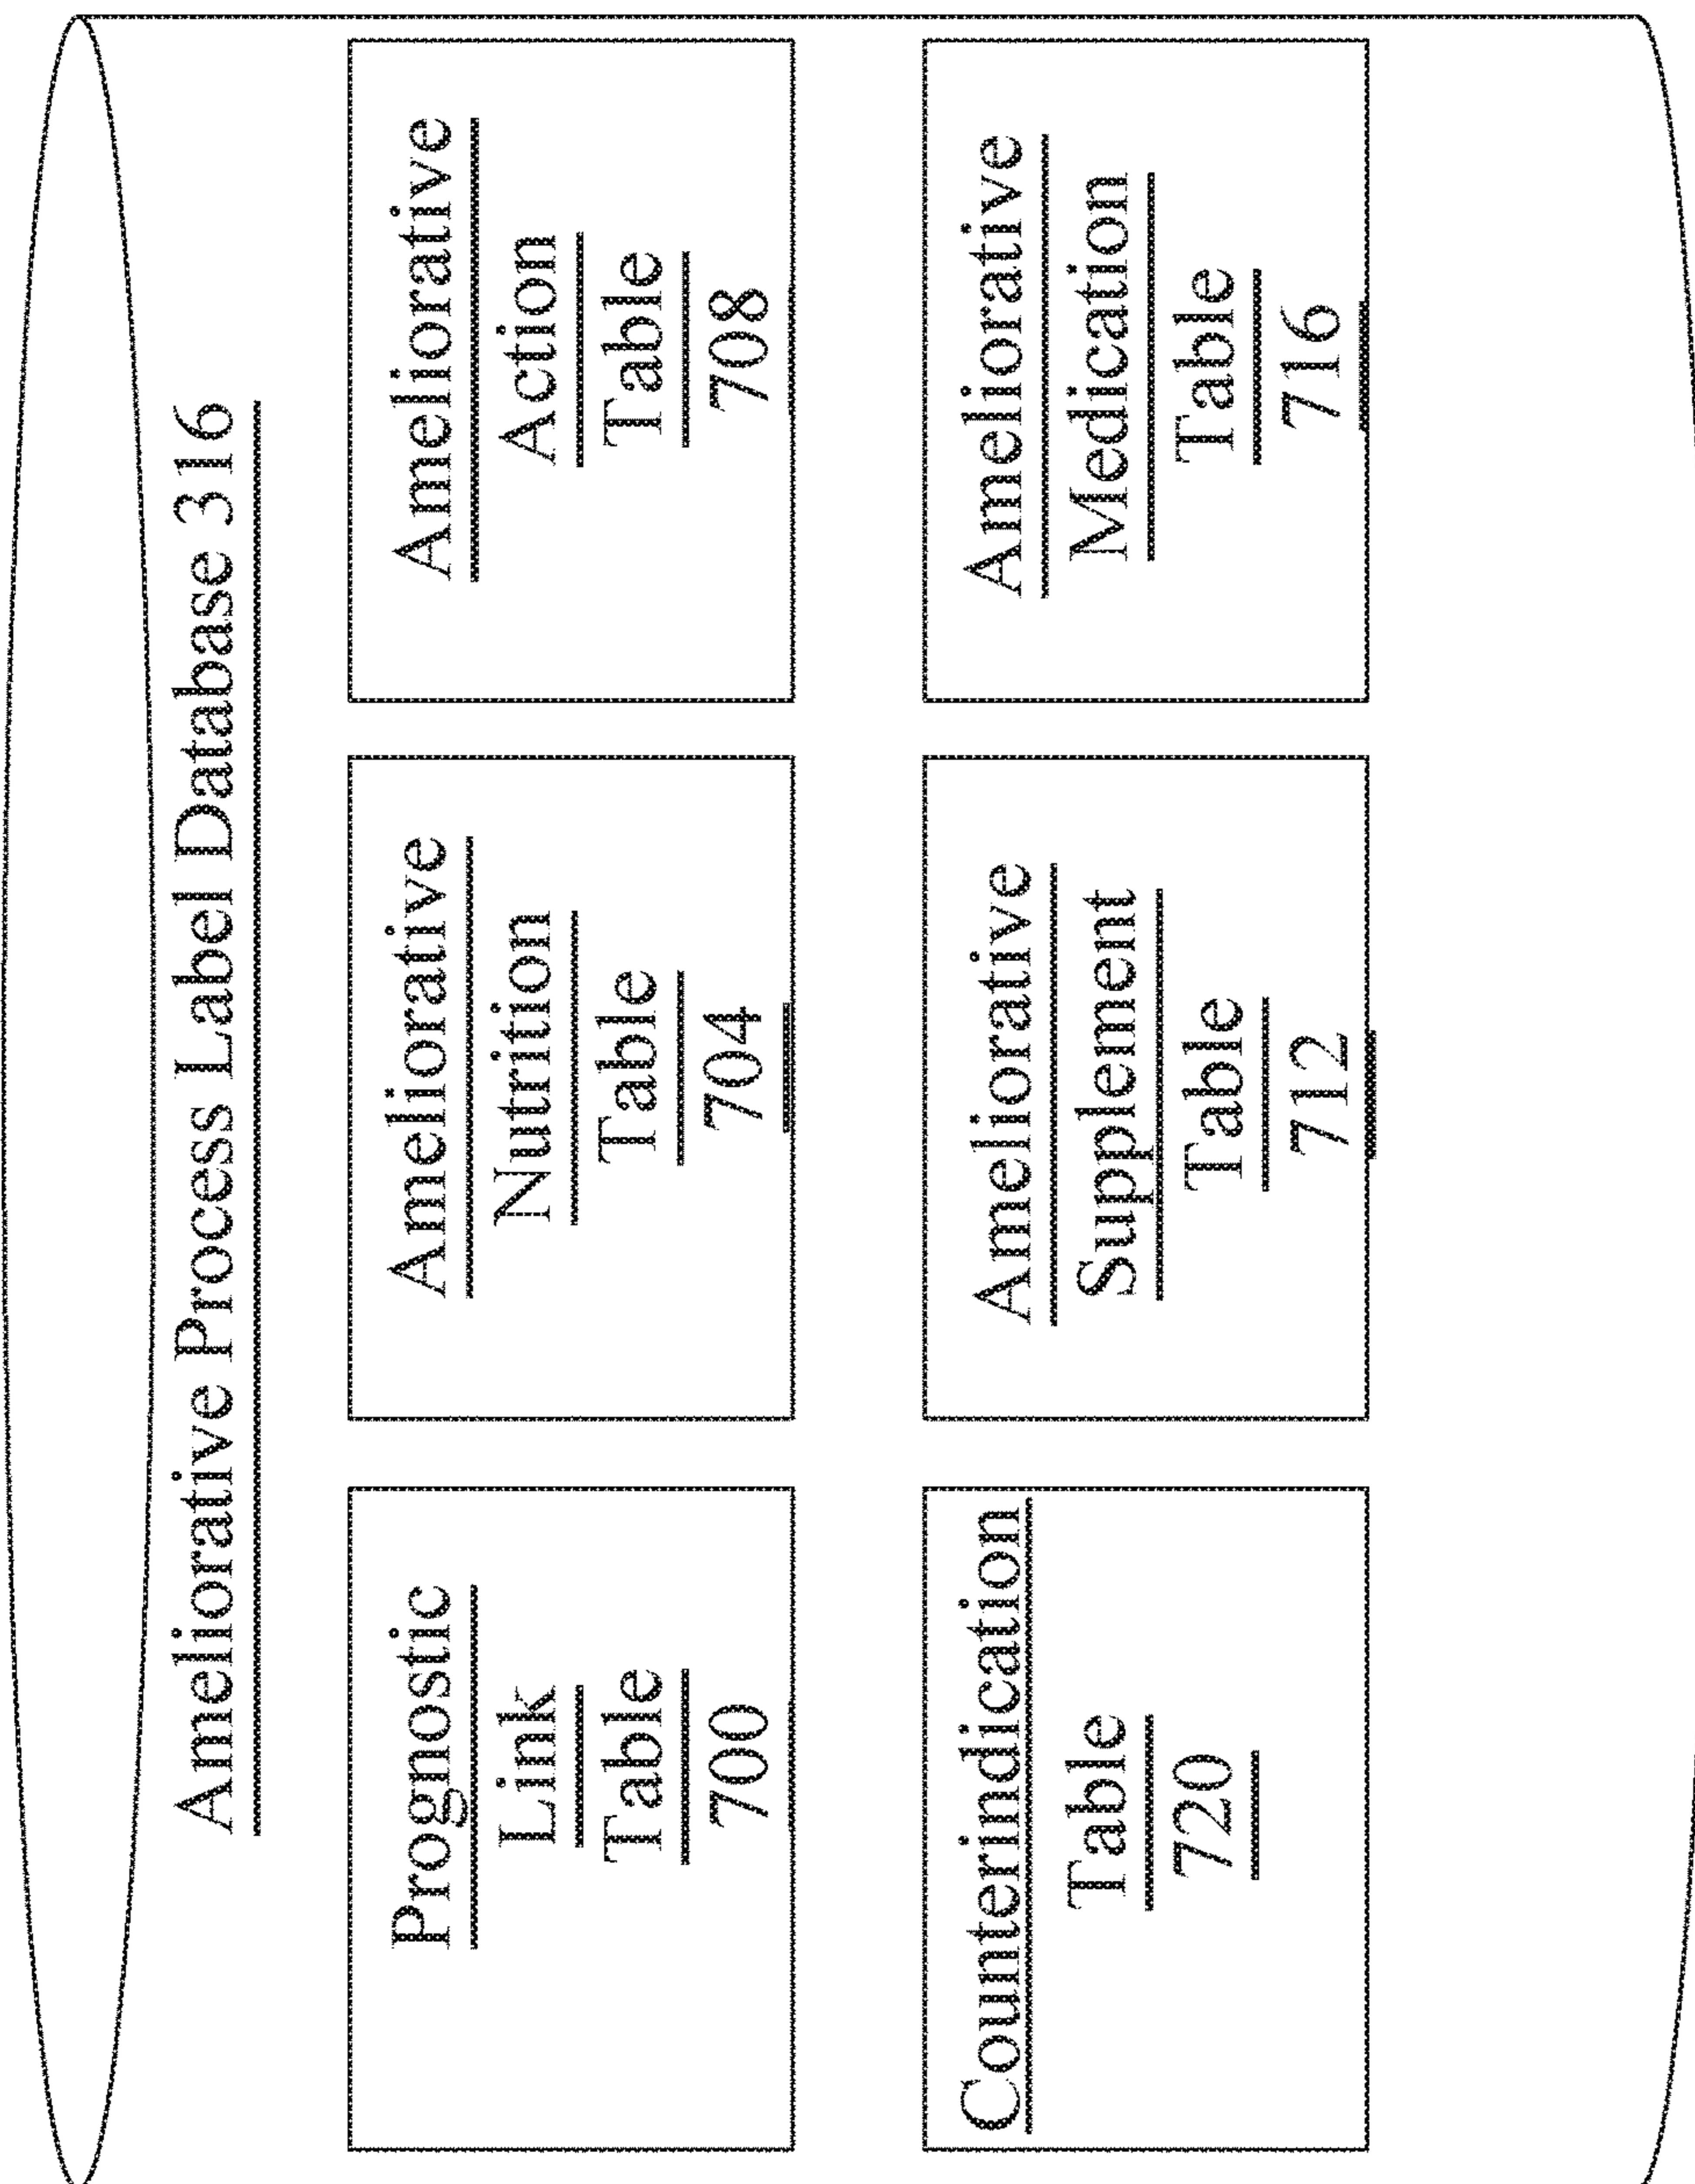 Ameliorative Process Label Database 316
Prognostic
Link
Table
700
Ameliorative
Nutrition
Table
704
Ameliorative
Action
Table
708
Counterindication
Table
720
Ameliorative
Supplement
Table
712
Ameliorative
Medication
Table
716